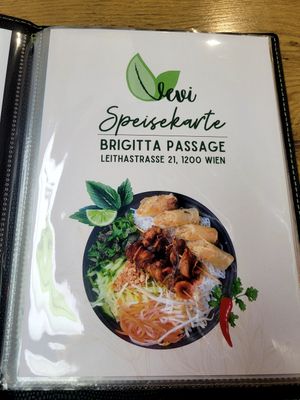 Vevi
Speisekarte
BRIGITTA PASSAGE
LEITHASTRASSE 21, 1200 WIEN